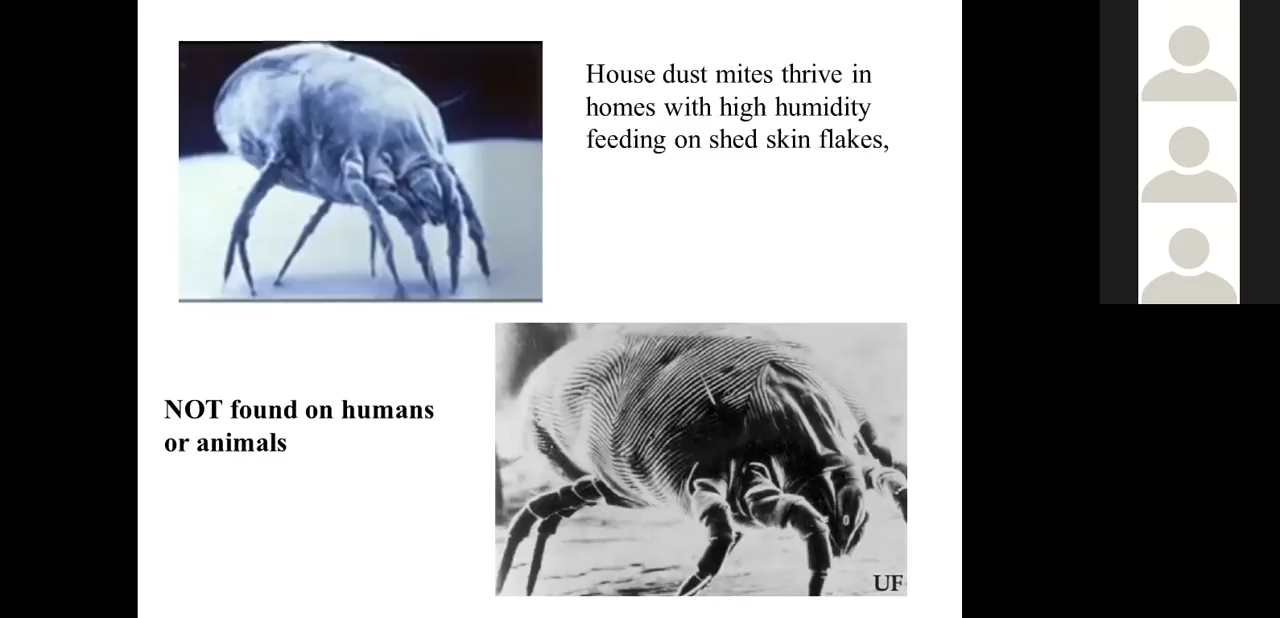 House dust mites thrive in
homes with high humidity
feeding on shed skin flakes,
NOT found on humans
or animals
UF